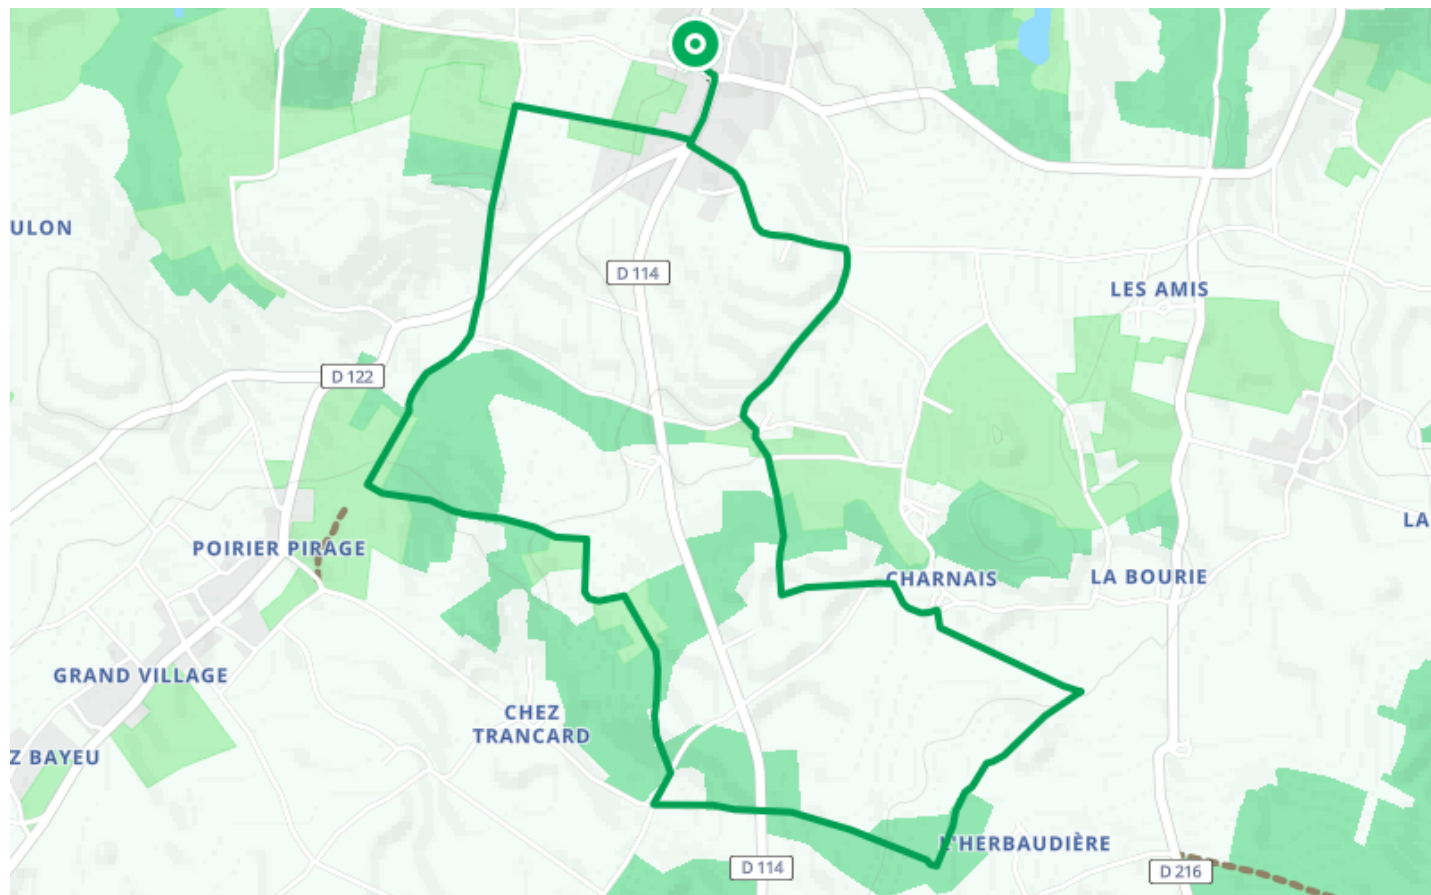 ULON
D 114
LES AMIS
D 122
LA
POIRIER PIRAGE
CHARNAIS
LA BOURIE
GRAND VILLAGE
CHEZ
TRANCARD
Z BAYEU
L'HERBAUDIÈRE
D 114
D 216